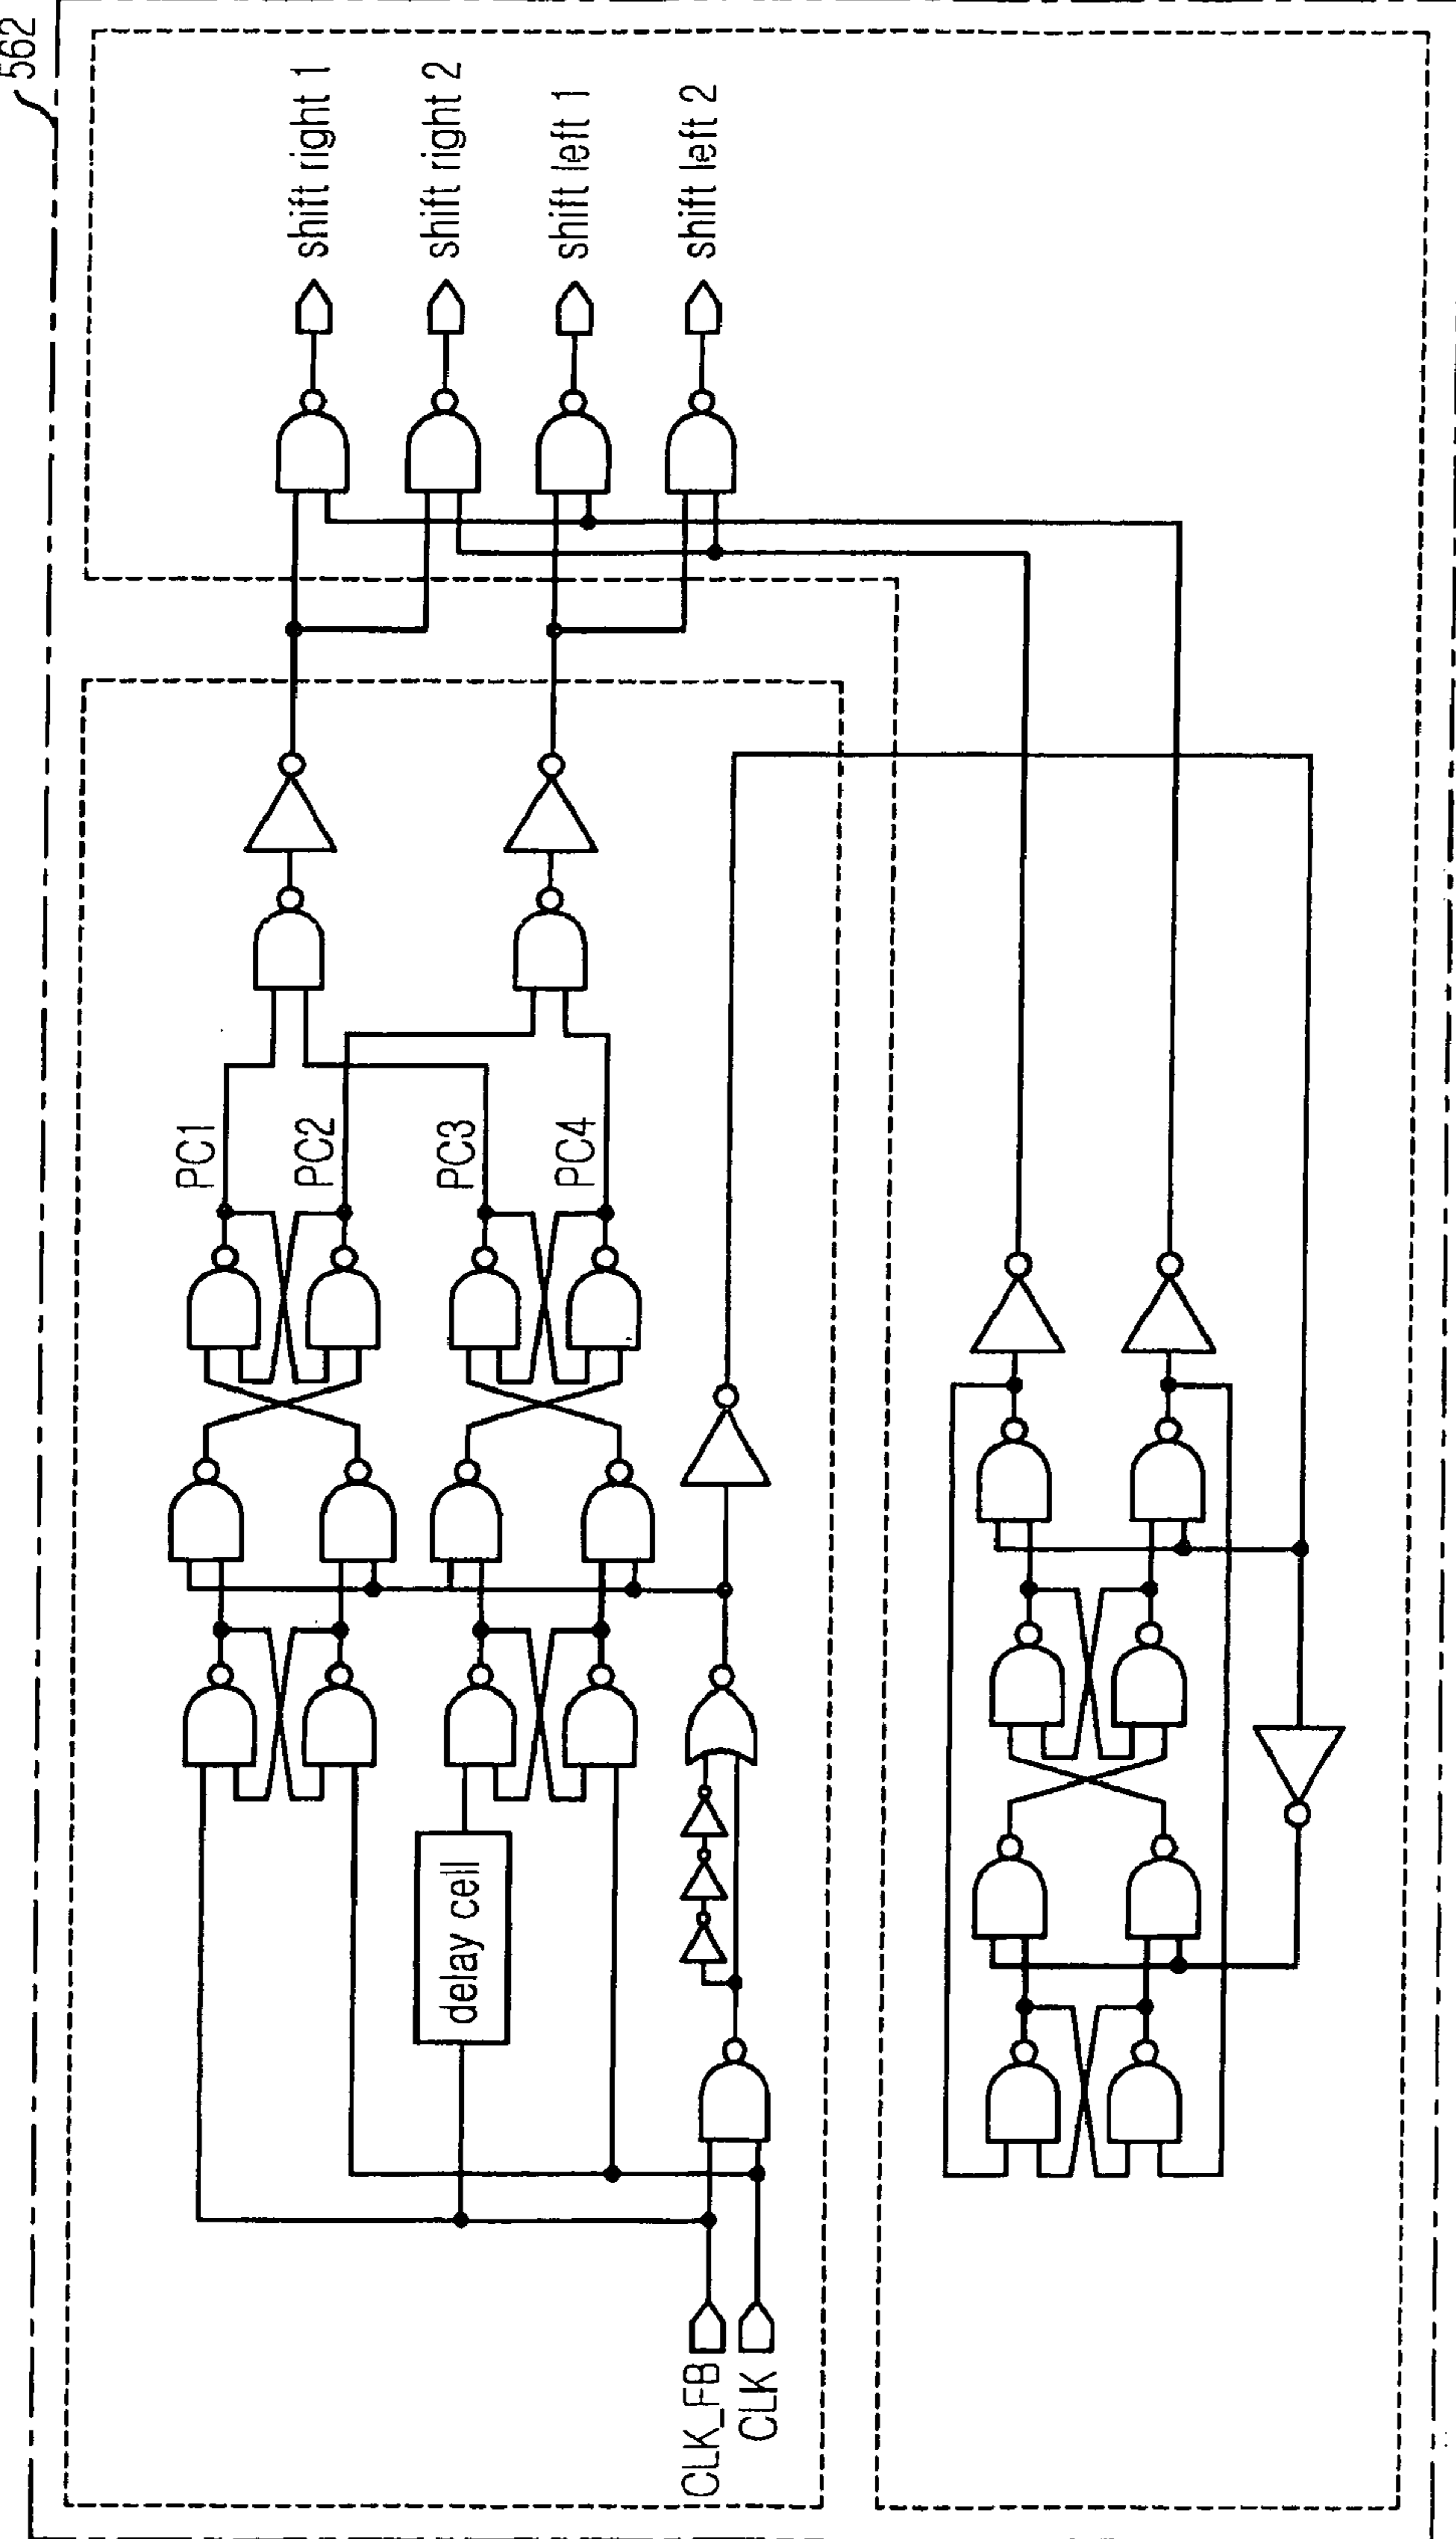 562
shift right 1
shift right 2
shift left 1
shift left 2
PC1
PC2
PC3
PC4
delay cell
CLK_FB
CLK